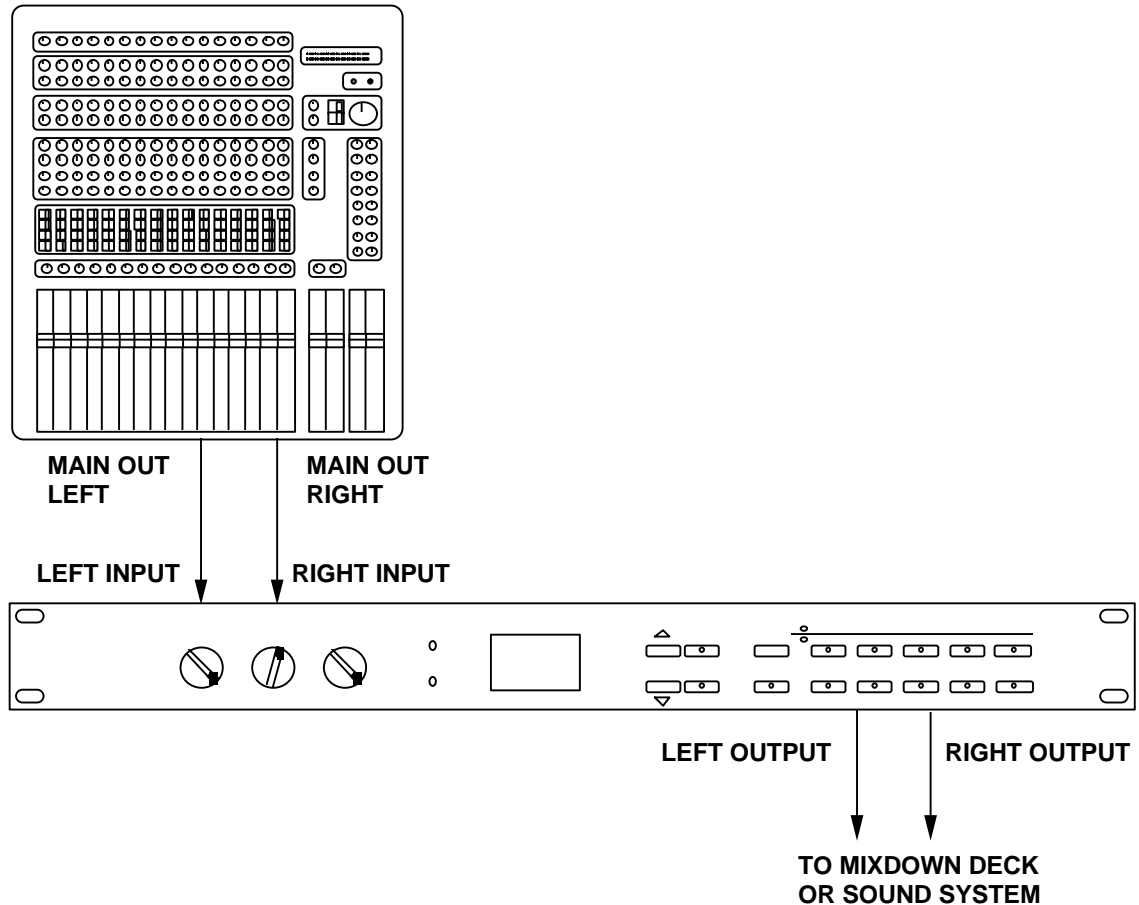 MAIN OUT
LEFT
MAIN OUT
RIGHT
LEFT INPUT
RIGHT INPUT
LEFT OUTPUT
RIGHT OUTPUT
TO MIXDOWN DECK
OR SOUND SYSTEM